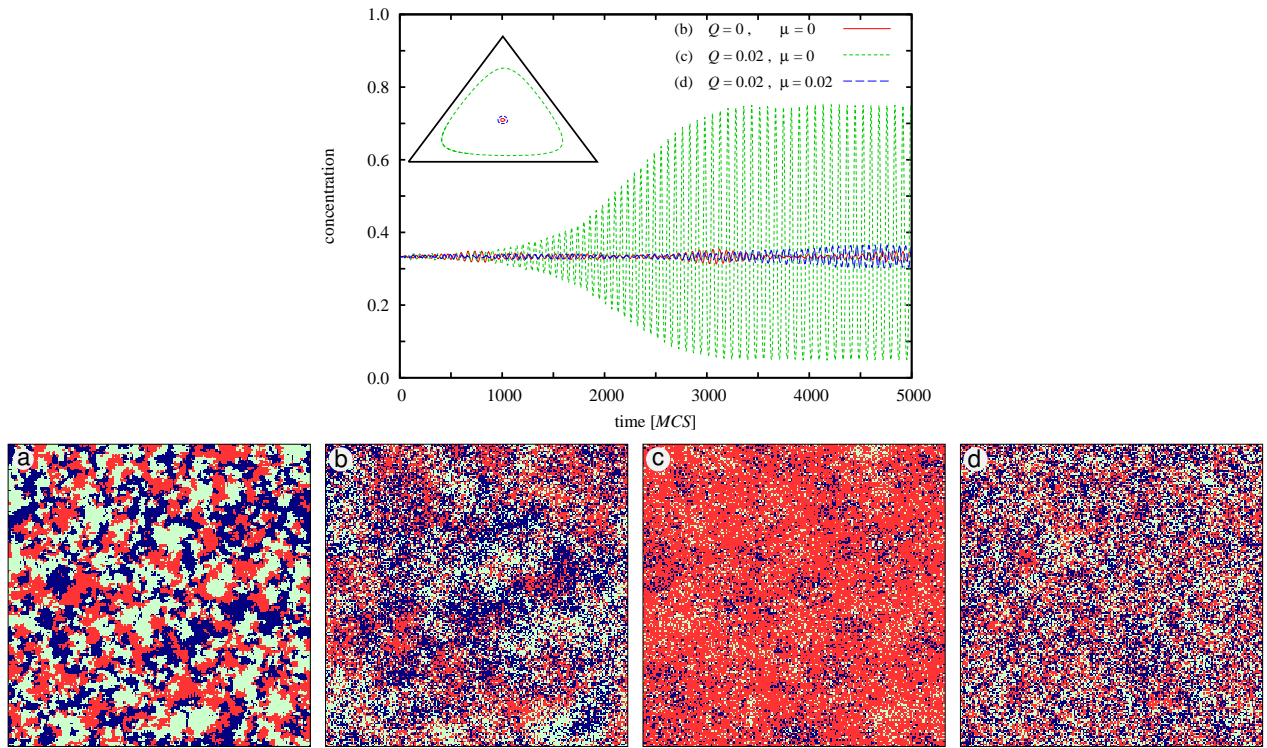 1.0
0.8
0.6
0.4
0.2
0.0
concentration
(b) Q = 0 , μ = 0
(c) Q = 0.02 , μ = 0
(d) Q = 0.02 , μ = 0.02
0 1000 2000 3000 4000 5000
time [MCS]
a b c d